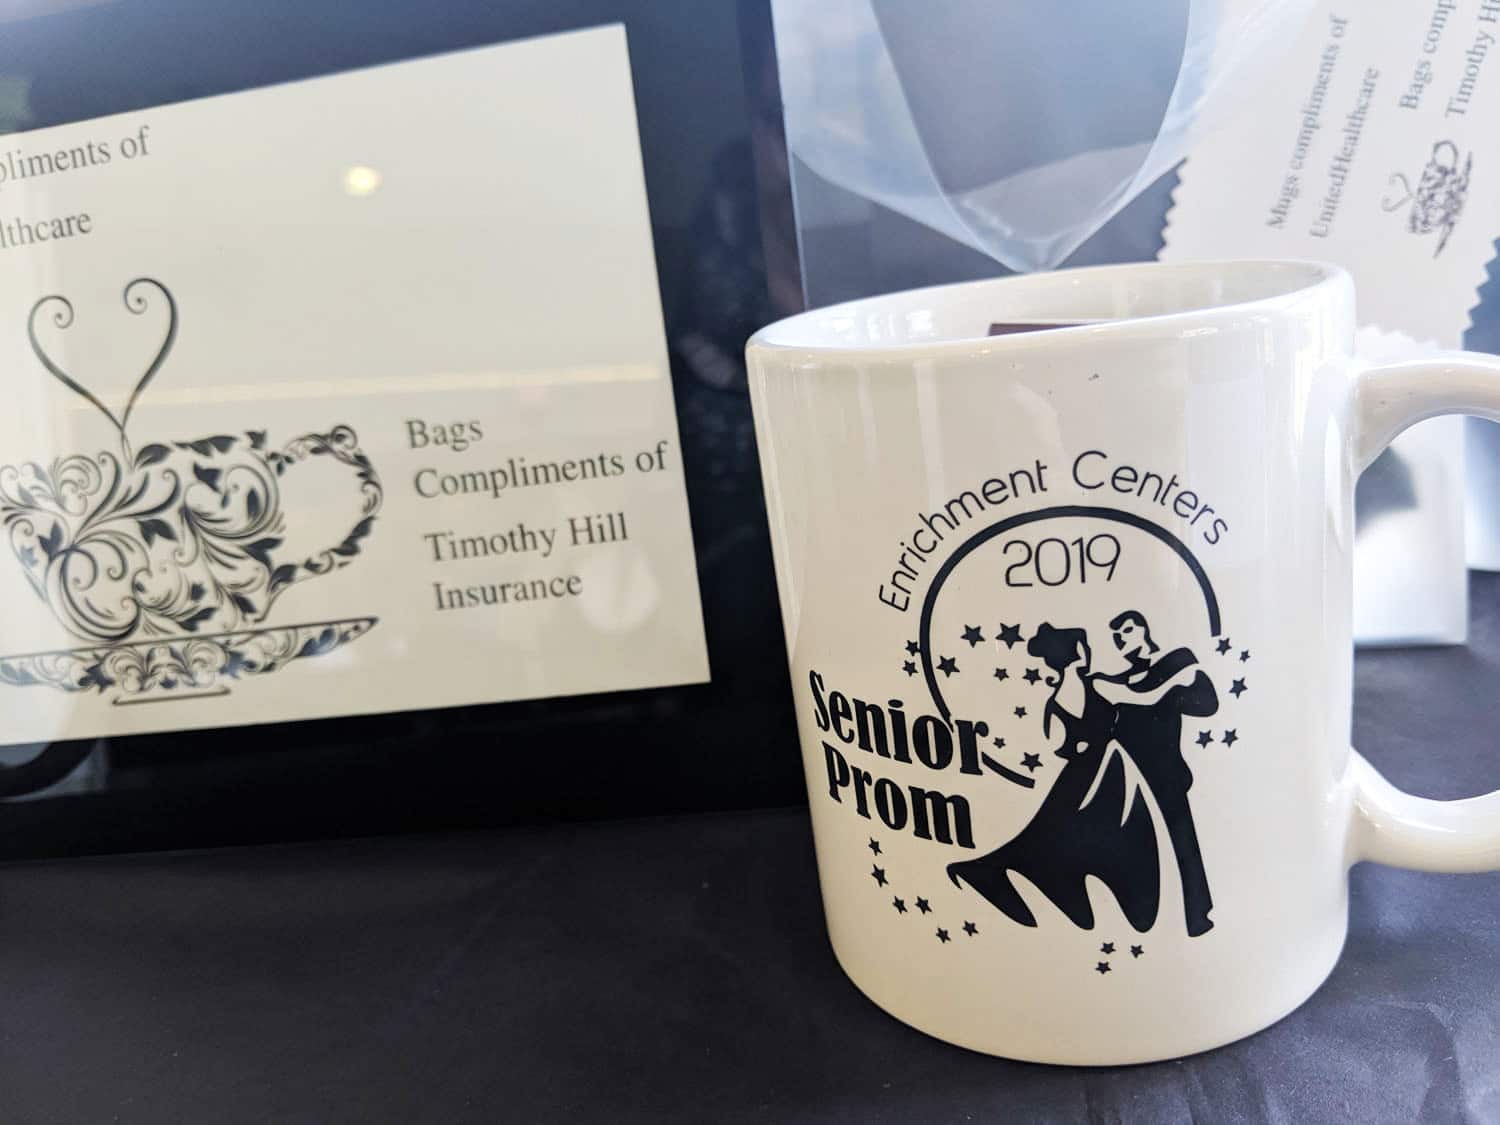 pliments of
lthcare
Bags
Compliments of
Timothy Hill
Insurance
Mugs compliments of
UnitedHealthcare
Bags comp
Timothy Hi
Enrichment Centers
2019
Senior
Prom